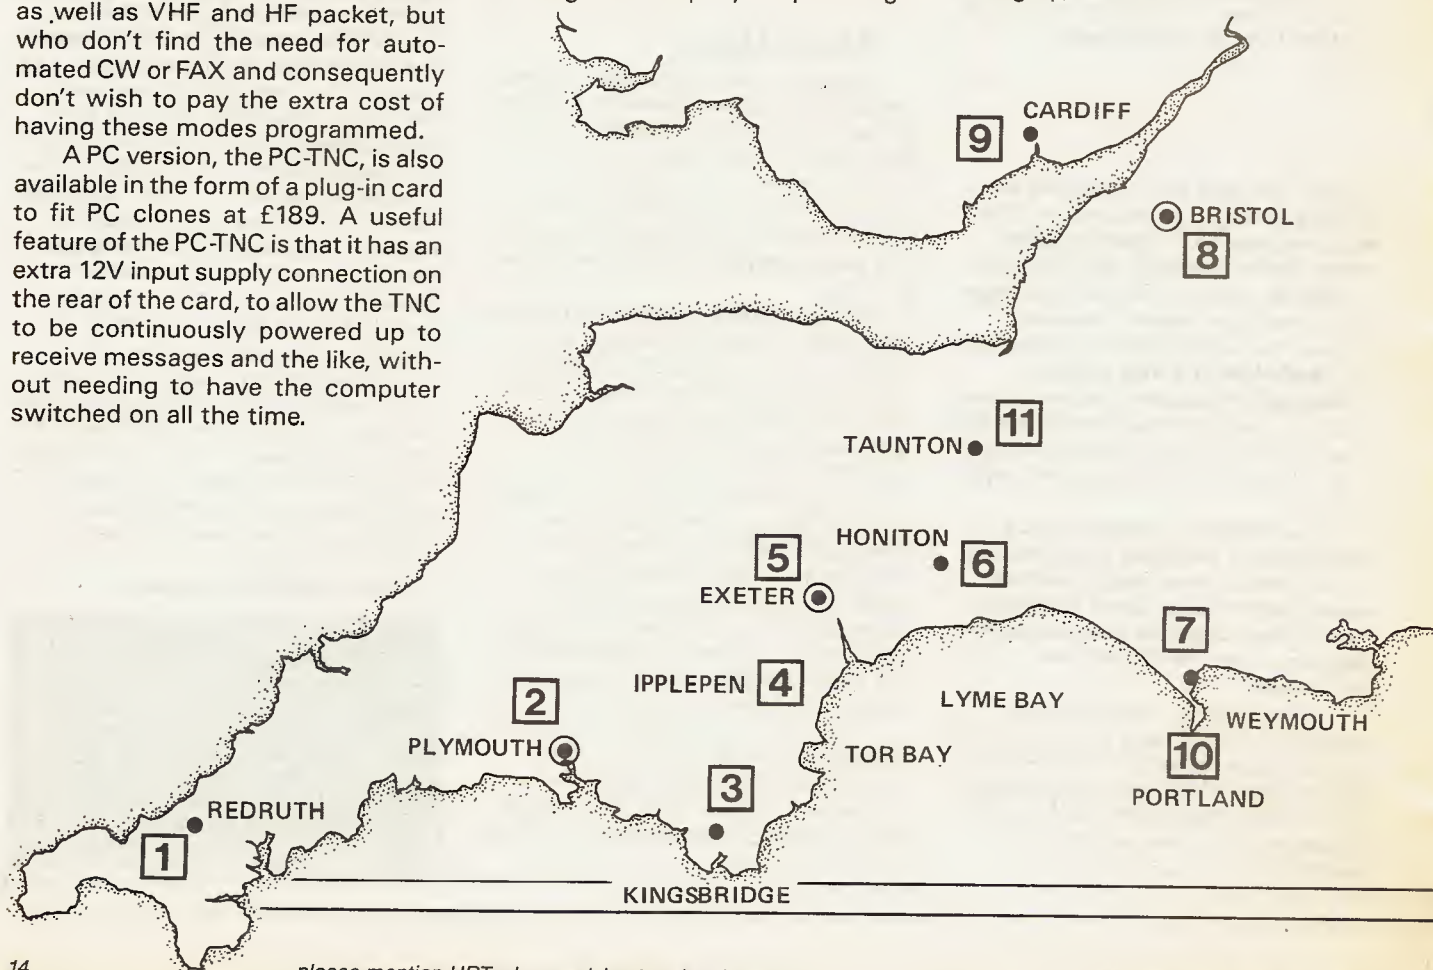 as well as VHF and HF packet, but
who don't find the need for auto-
mated CW or FAX and consequently
don't wish to pay the extra cost of
having these modes programmed.
A PC version, the PC-TNC, is also
available in the form of a plug-in card
to fit PC clones at £189. A useful
feature of the PC-TNC is that it has an
extra 12V input supply connection on
the rear of the card, to allow the TNC
to be continuously powered up to
receive messages and the like, with-
out needing to have the computer
switched on all the time.
CARDIFF
9
BRISTOL
8
11
TAUNTON
HONITON
5
6
EXETER
7
IPPLEPEN 4
LYME BAY
2
WEYMOUTH
PLYMOUTH
TOR BAY
10
3
PORTLAND
REDRUTH
1
KINGSBRIDGE
14
please mention HRT